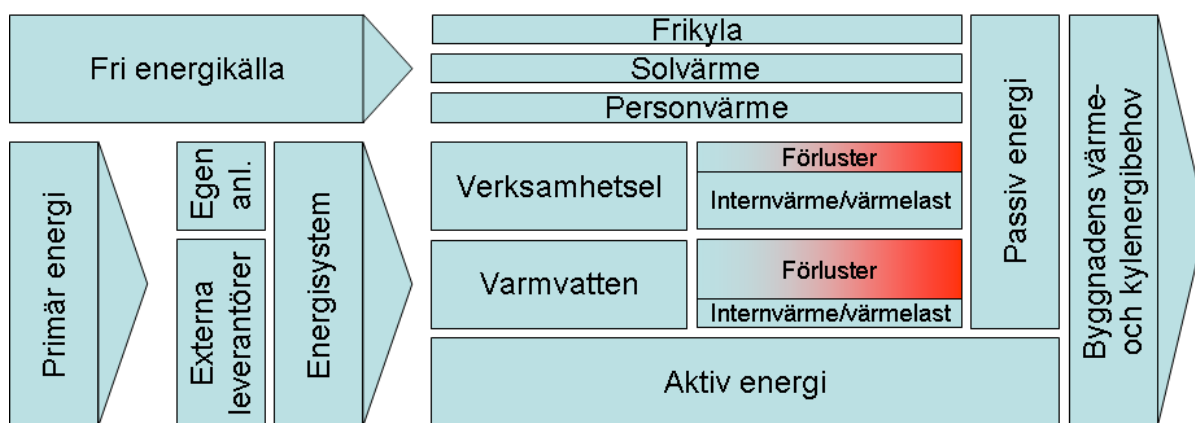 Fri energikälla
Frikyla
Solvärme
Personvärme
Primär energi
Egen
anl.
Externa
leverantörer
Energisystem
Verksamhetsel
Förluster
Internvärme/värmelast
Varmvatten
Förluster
Internvärme/värmelast
Aktiv energi
Passiv energi
Byggnadens värme-
och kylenergibehov